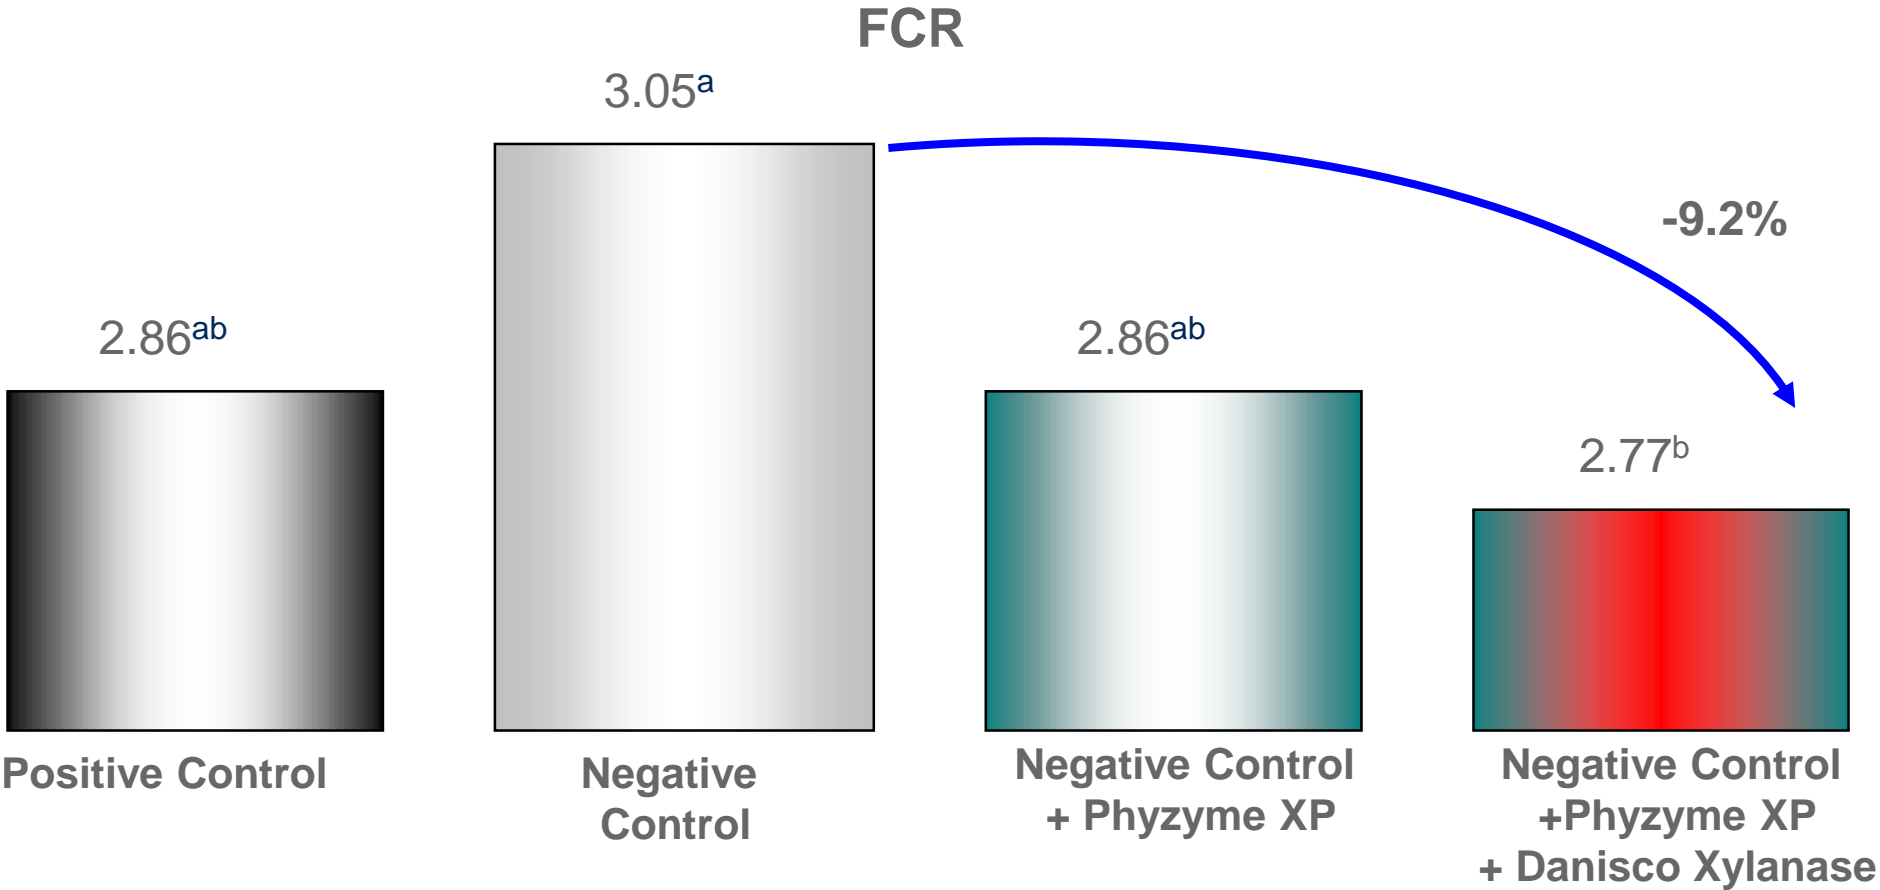 FCR
3.05ᵃ
-9.2%
2.86ᵃᵇ
2.86ᵃᵇ
2.77ᵇ
Positive Control
Negative
Control
Negative Control
+ Phyzyme XP
Negative Control
+Phyzyme XP
+ Danisco Xylanase